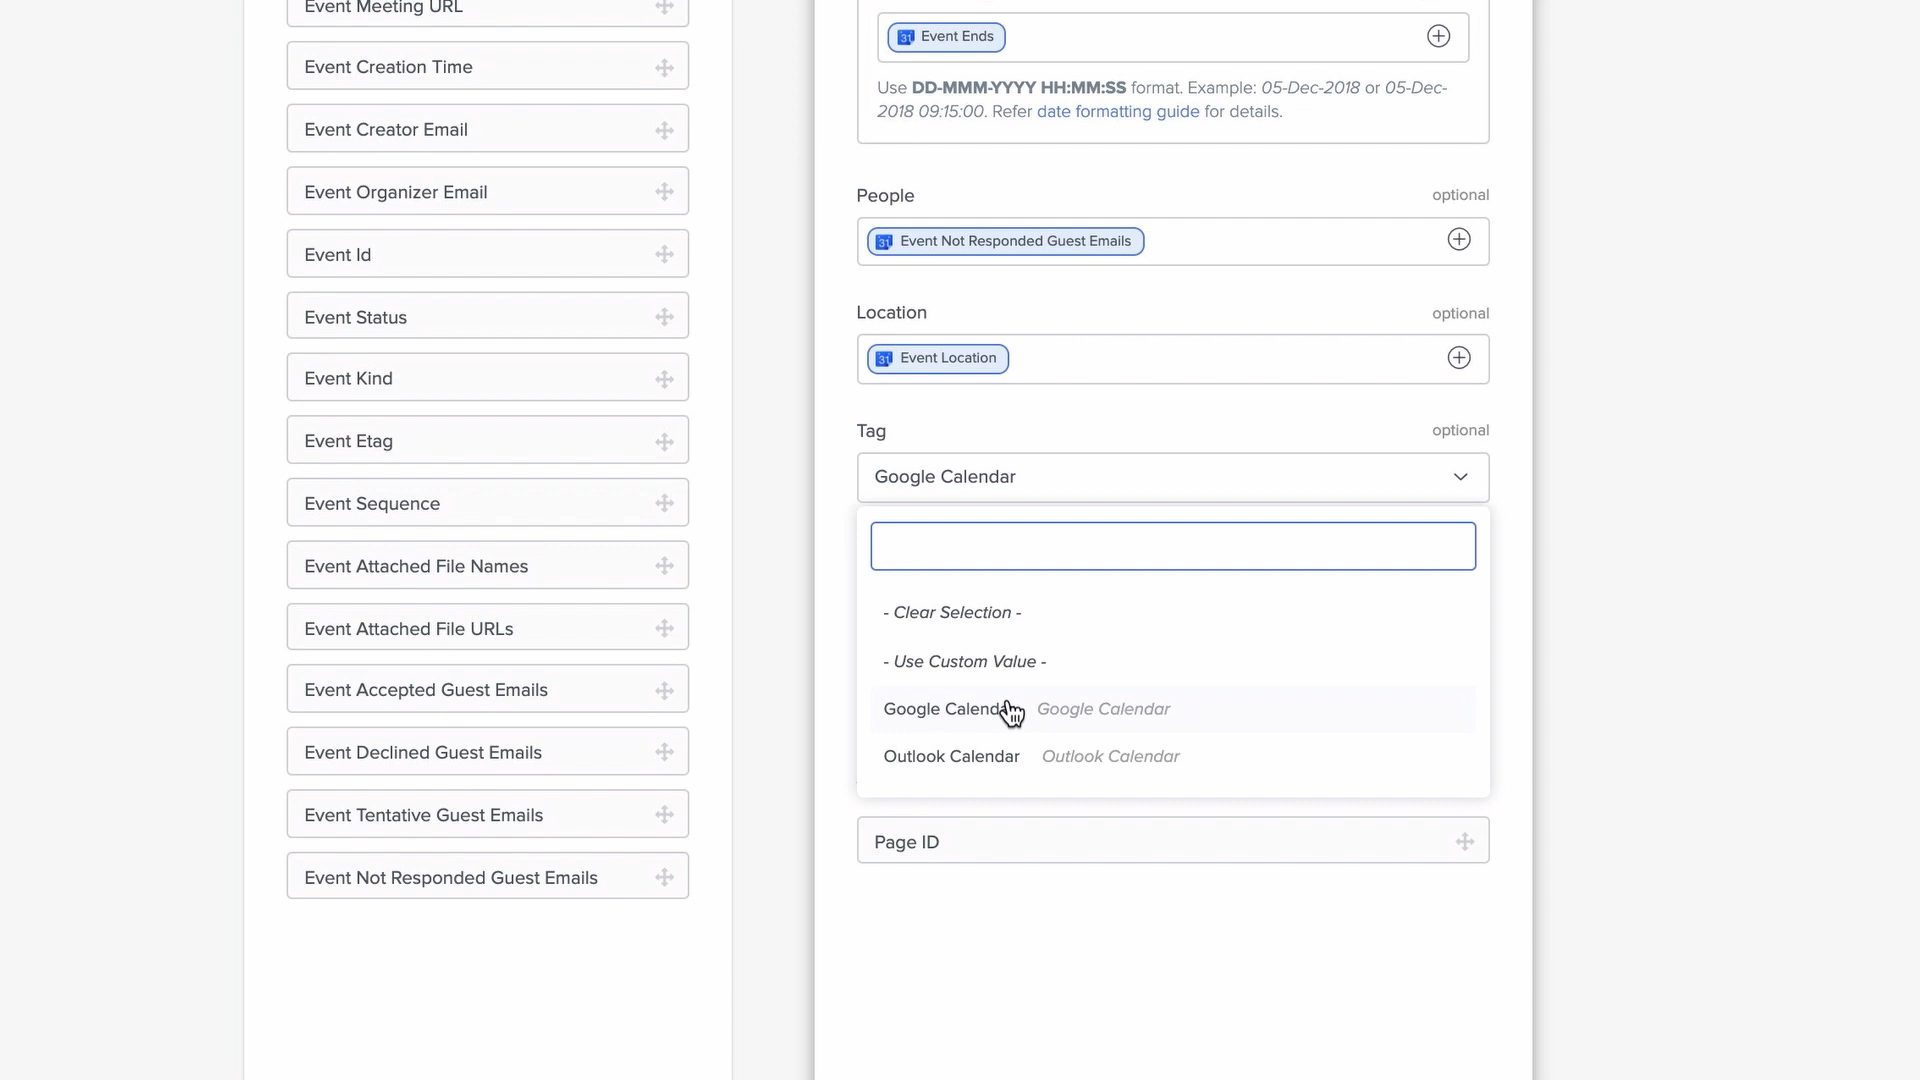 Event Meeting URL
Event Creation Time
Event Creator Email
Event Organizer Email
Event Id
Event Status
Event Kind
Event Etag
Event Sequence
Event Attached File Names
Event Attached File URLs
Event Accepted Guest Emails
Event Declined Guest Emails
Event Tentative Guest Emails
Event Not Responded Guest Emails
31 Event Ends
Use DD-MMM-YYYY HH:MM:SS format. Example: 05-Dec-2018 or 05-Dec-
2018 09:15:00. Refer date formatting guide for details.
People optional
31 Event Not Responded Guest Emails
Location optional
31 Event Location
Tag optional
Google Calendar
- Clear Selection -
- Use Custom Value -
Google Calendar Google Calendar
Outlook Calendar Outlook Calendar
Page ID